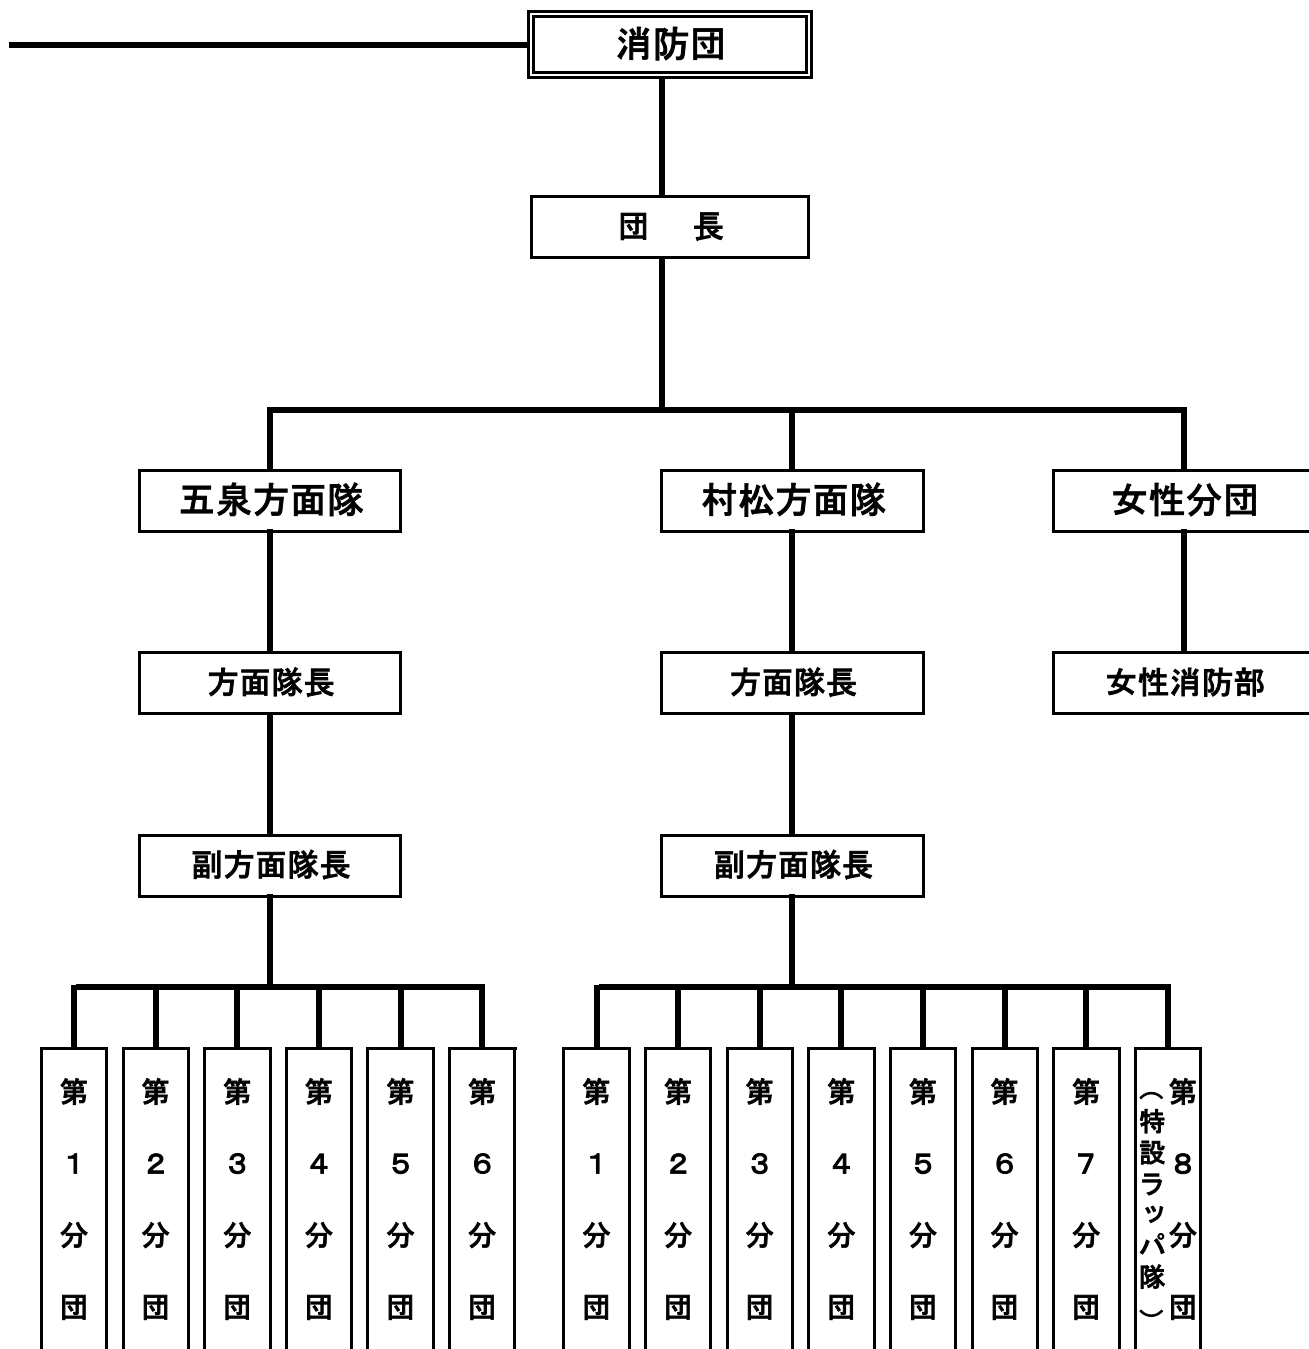 消防団
団　長
五泉方面隊
村松方面隊
女性分団
方面隊長
方面隊長
女性消防部
副方面隊長
副方面隊長
第1分団
第2分団
第3分団
第4分団
第5分団
第6分団
第1分団
第2分団
第3分団
第4分団
第5分団
第6分団
第7分団
第8分団
（特設ラッパ隊）